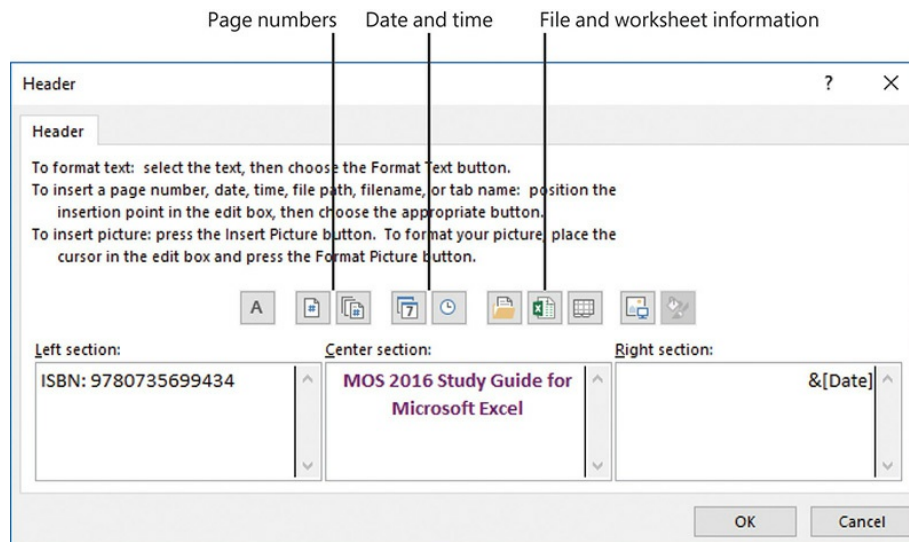 Page numbers Date and time File and worksheet information
Header ?
Header
To format text: select the text, then choose the Format Text button.
To insert a page number, date, time, file path, filename, or tab name: position the
insertion point in the edit box, then choose the appropriate button.
To insert picture: press the Insert Picture button. To format your picture, place the
cursor in the edit box and press the Format Picture button.
A # # 7
Left section: Center section: Right section:
ISBN: 9780735699434 MOS 2016 Study Guide for &[Date]
Microsoft Excel
OK Cancel